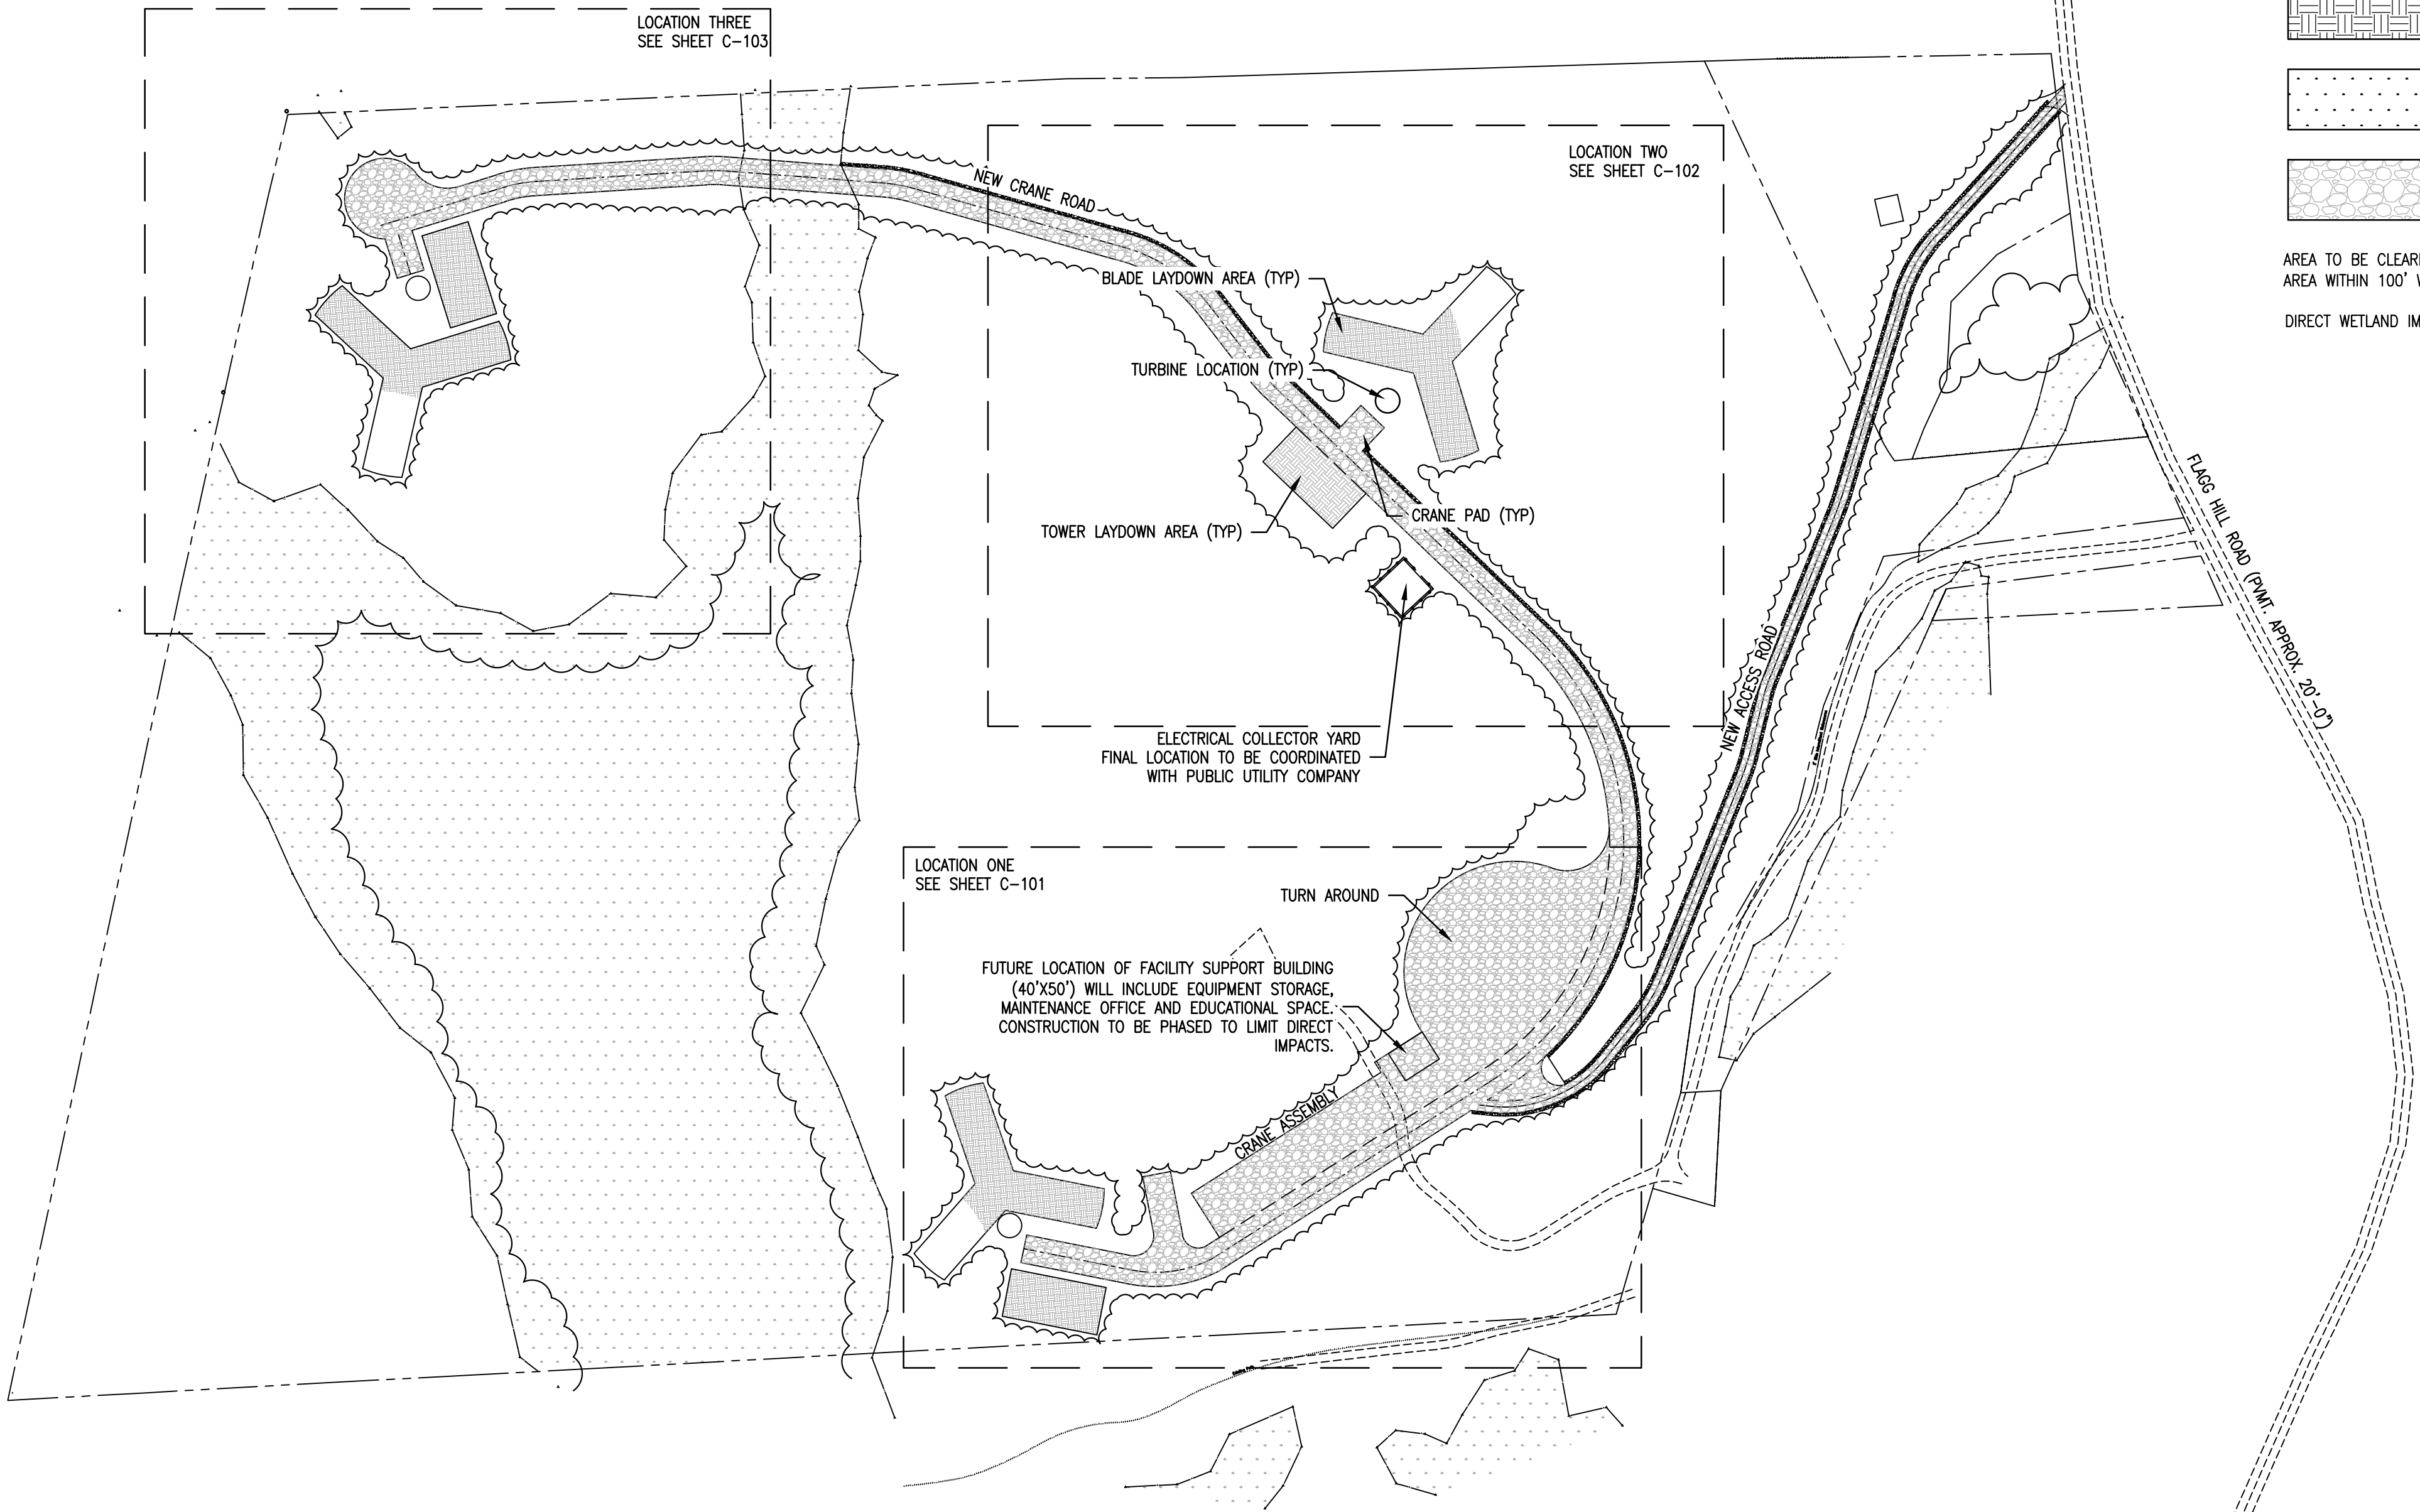 LOCATION THREE
SEE SHEET C-103
LOCATION TWO
SEE SHEET C-102
NEW CRANE ROAD
BLADE LAYDOWN AREA (TYP)
TURBINE LOCATION (TYP)
TOWER LAYDOWN AREA (TYP)
CRANE PAD (TYP)
AREA TO BE CLEAR
AREA WITHIN 100'
DIRECT WETLAND IM
FLAGG HILL ROAD (PVMT. APPROX. 20'-0")
NEW ACCESS ROAD
ELECTRICAL COLLECTOR YARD
FINAL LOCATION TO BE COORDINATED
WITH PUBLIC UTILITY COMPANY
LOCATION ONE
SEE SHEET C-101
TURN AROUND
FUTURE LOCATION OF FACILITY SUPPORT BUILDING
(40'X50') WILL INCLUDE EQUIPMENT STORAGE,
MAINTENANCE OFFICE AND EDUCATIONAL SPACE.
CONSTRUCTION TO BE PHASED TO LIMIT DIRECT
IMPACTS.
CRANE ASSEMBLY